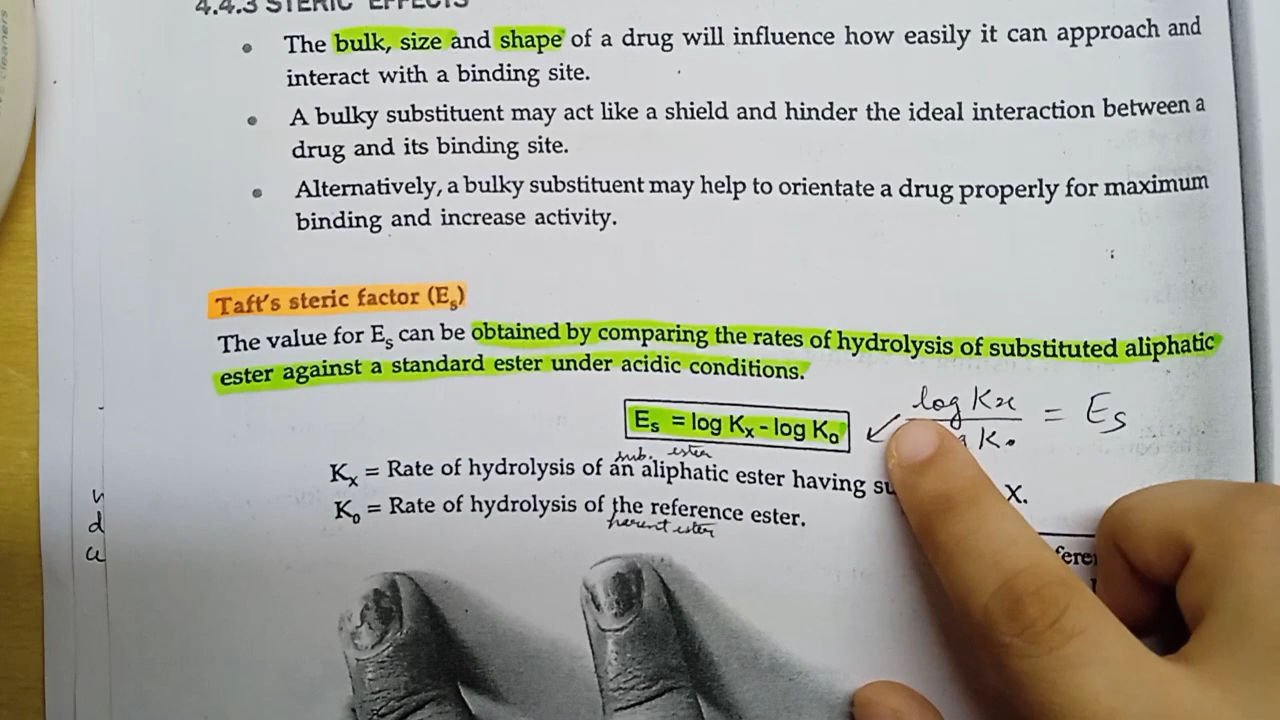 4.4.3 STERIC EFFECTS
• The bulk, size and shape of a drug will influence how easily it can approach and
interact with a binding site.
• A bulky substituent may act like a shield and hinder the ideal interaction between a
drug and its binding site.
• Alternatively, a bulky substituent may help to orientate a drug properly for maximum
binding and increase activity.
Taft's steric factor (Es)
The value for Es can be obtained by comparing the rates of hydrolysis of substituted aliphatic
ester against a standard ester under acidic conditions.
Es = log Kx - log Ko
log Kx = Es
K₀
sub. ester
Kx = Rate of hydrolysis of an aliphatic ester having X.
Ko = Rate of hydrolysis of the reference ester.
parent ester